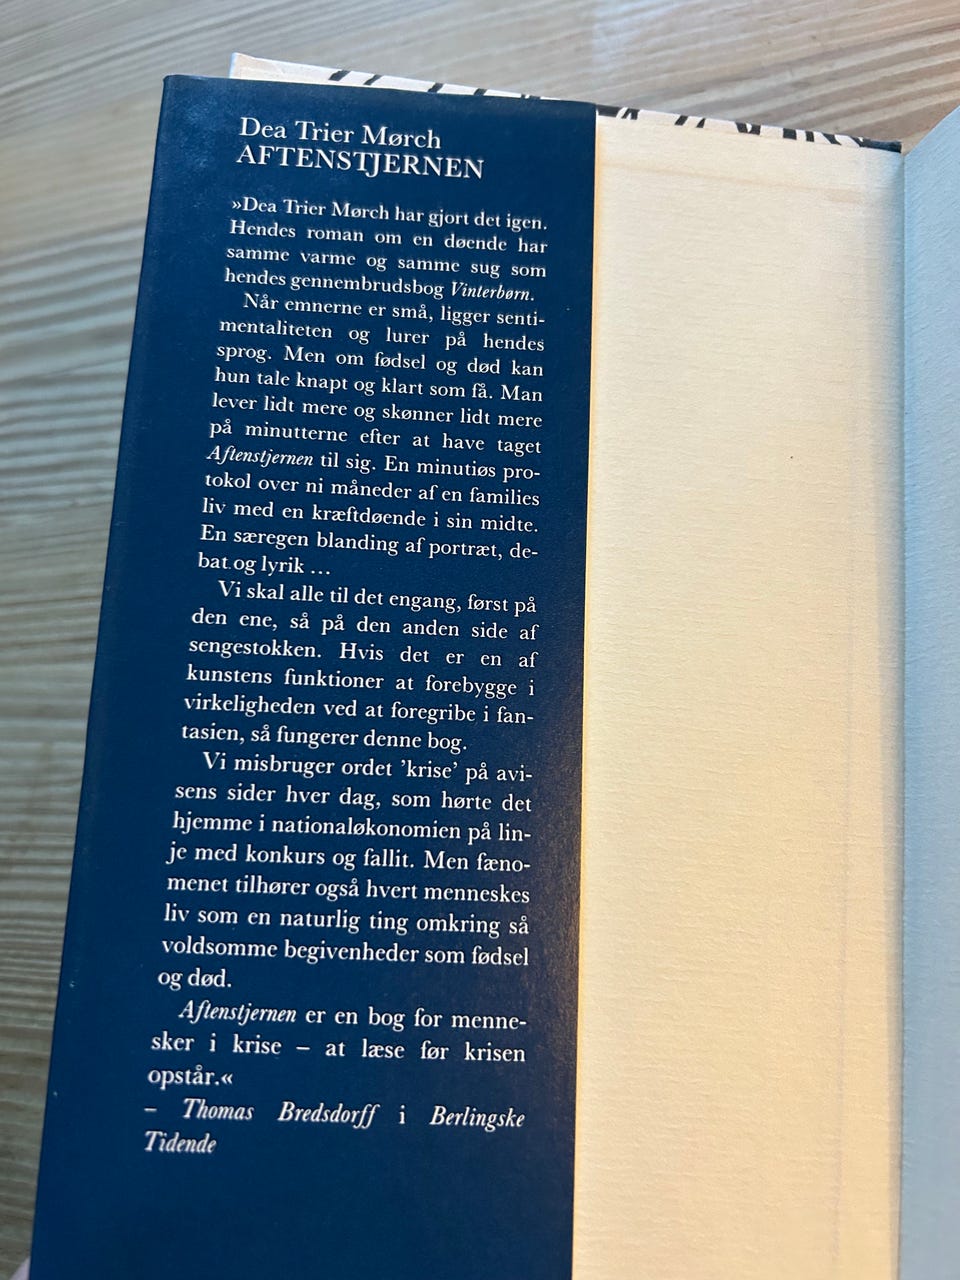 Dea Trier Mørch
AFTENSTJERNEN
»Dea Trier Mørch har gjort det igen.
Hendes roman om en døende har
samme varme og samme sug som
hendes gennembrudsbog Vinterbørn.
Når emnerne er små, ligger senti-
mentaliteten og lurer på hendes
sprog. Men om fødsel og død kan
hun tale knapt og klart som få. Man
lever lidt mere og skønner lidt mere
på minutterne efter at have taget
Aftenstjernen til sig. En minutiøs pro-
tokol over ni måneder af en families
liv med en kræftdøende i sin midte.
En særegen blanding af portræt, de-
bat og lyrik ...
Vi skal alle til det engang, først på
den ene, så på den anden side af
sengestokken. Hvis det er en af
kunstens funktioner at forebygge i
virkeligheden ved at foregribe i fan-
tasien, så fungerer denne bog.
Vi misbruger ordet ’krise’ på avi-
sens sider hver dag, som hørte det
hjemme i nationaløkonomien på lin-
je med konkurs og fallit. Men fæno-
menet tilhører også hvert menneskes
liv som en naturlig ting omkring så
voldsomme begivenheder som fødsel
og død.
Aftenstjernen er en bog for menne-
sker i krise – at læse før krisen
opstår.«
– Thomas Bredsdorff i Berlingske
Tidende